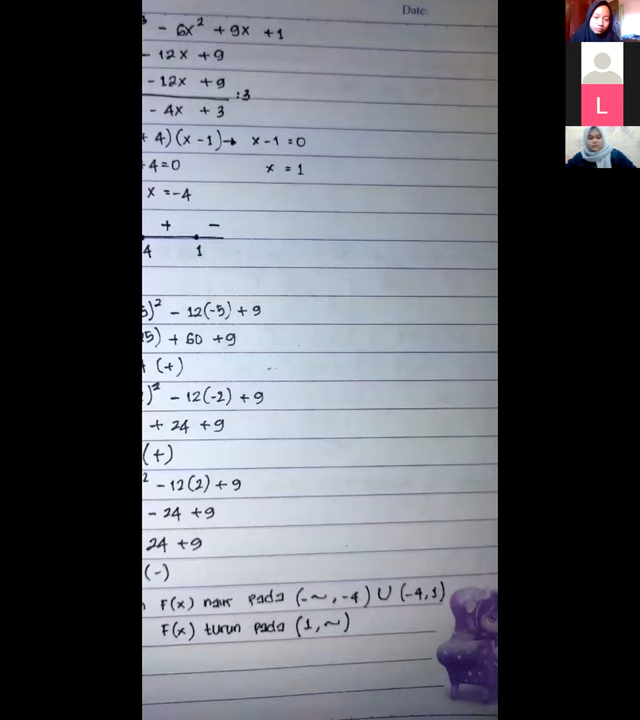 Date:
3 - 6x² + 9x + 1
- 12x + 9
- 12x + 9
: 3
- 4x + 3
+ 4) (x - 1) → x - 1 = 0
4 = 0 x = 1
x = -4
+ -
4 1
5)² - 12(-5) + 9
25) + 60 + 9
(+)
)² - 12(-2) + 9
+ 24 + 9
(+)
² - 12(2) + 9
- 24 + 9
24 + 9
(-)
F(x) naik pada (-~, -4) U (-4, 1)
F(x) turun pada (1, ~)
L